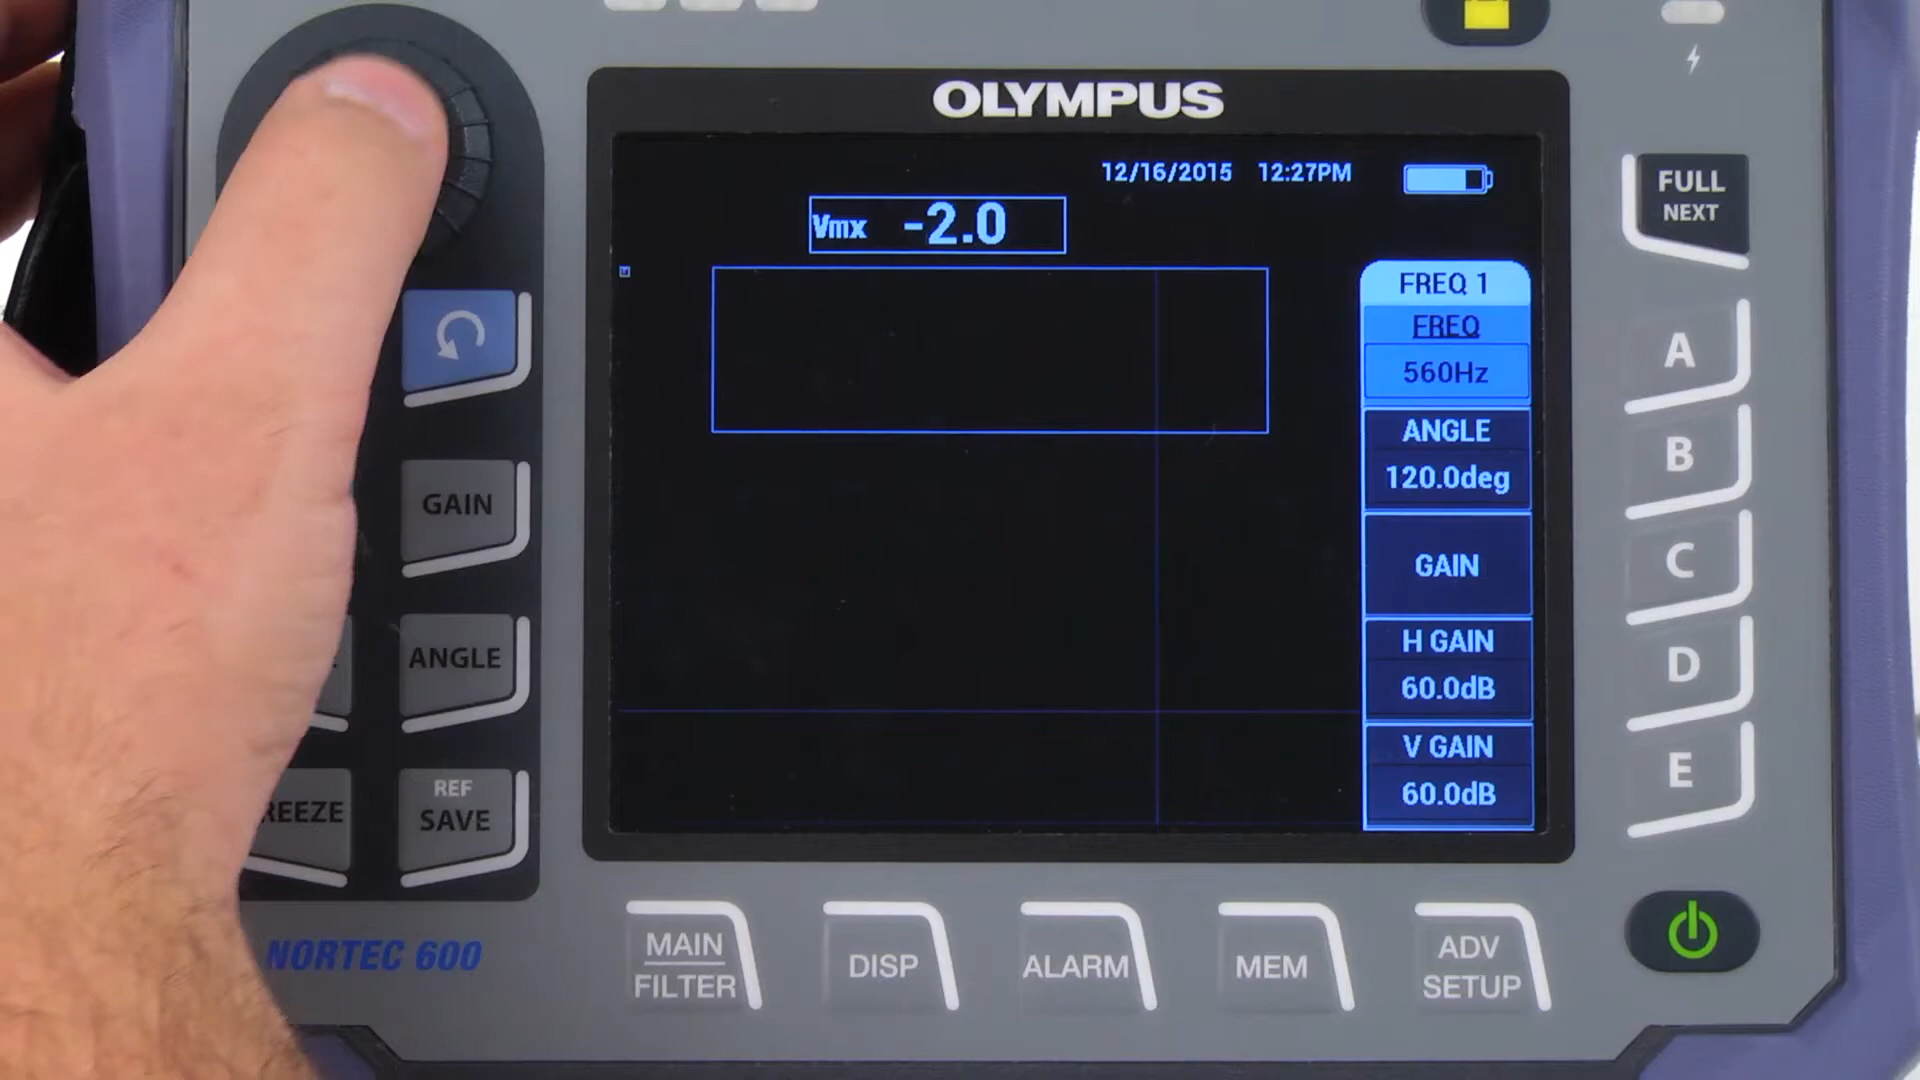 OLYMPUS
12/16/2015 12:27PM
Vmx -2.0
FREQ 1
FREQ
560Hz
ANGLE
120.0deg
GAIN
H GAIN
60.0dB
V GAIN
60.0dB
FULL
NEXT
A
B
C
D
E
GAIN
ANGLE
REEZE
REF
SAVE
NORTEC 600
MAIN
FILTER
DISP
ALARM
MEM
ADV
SETUP